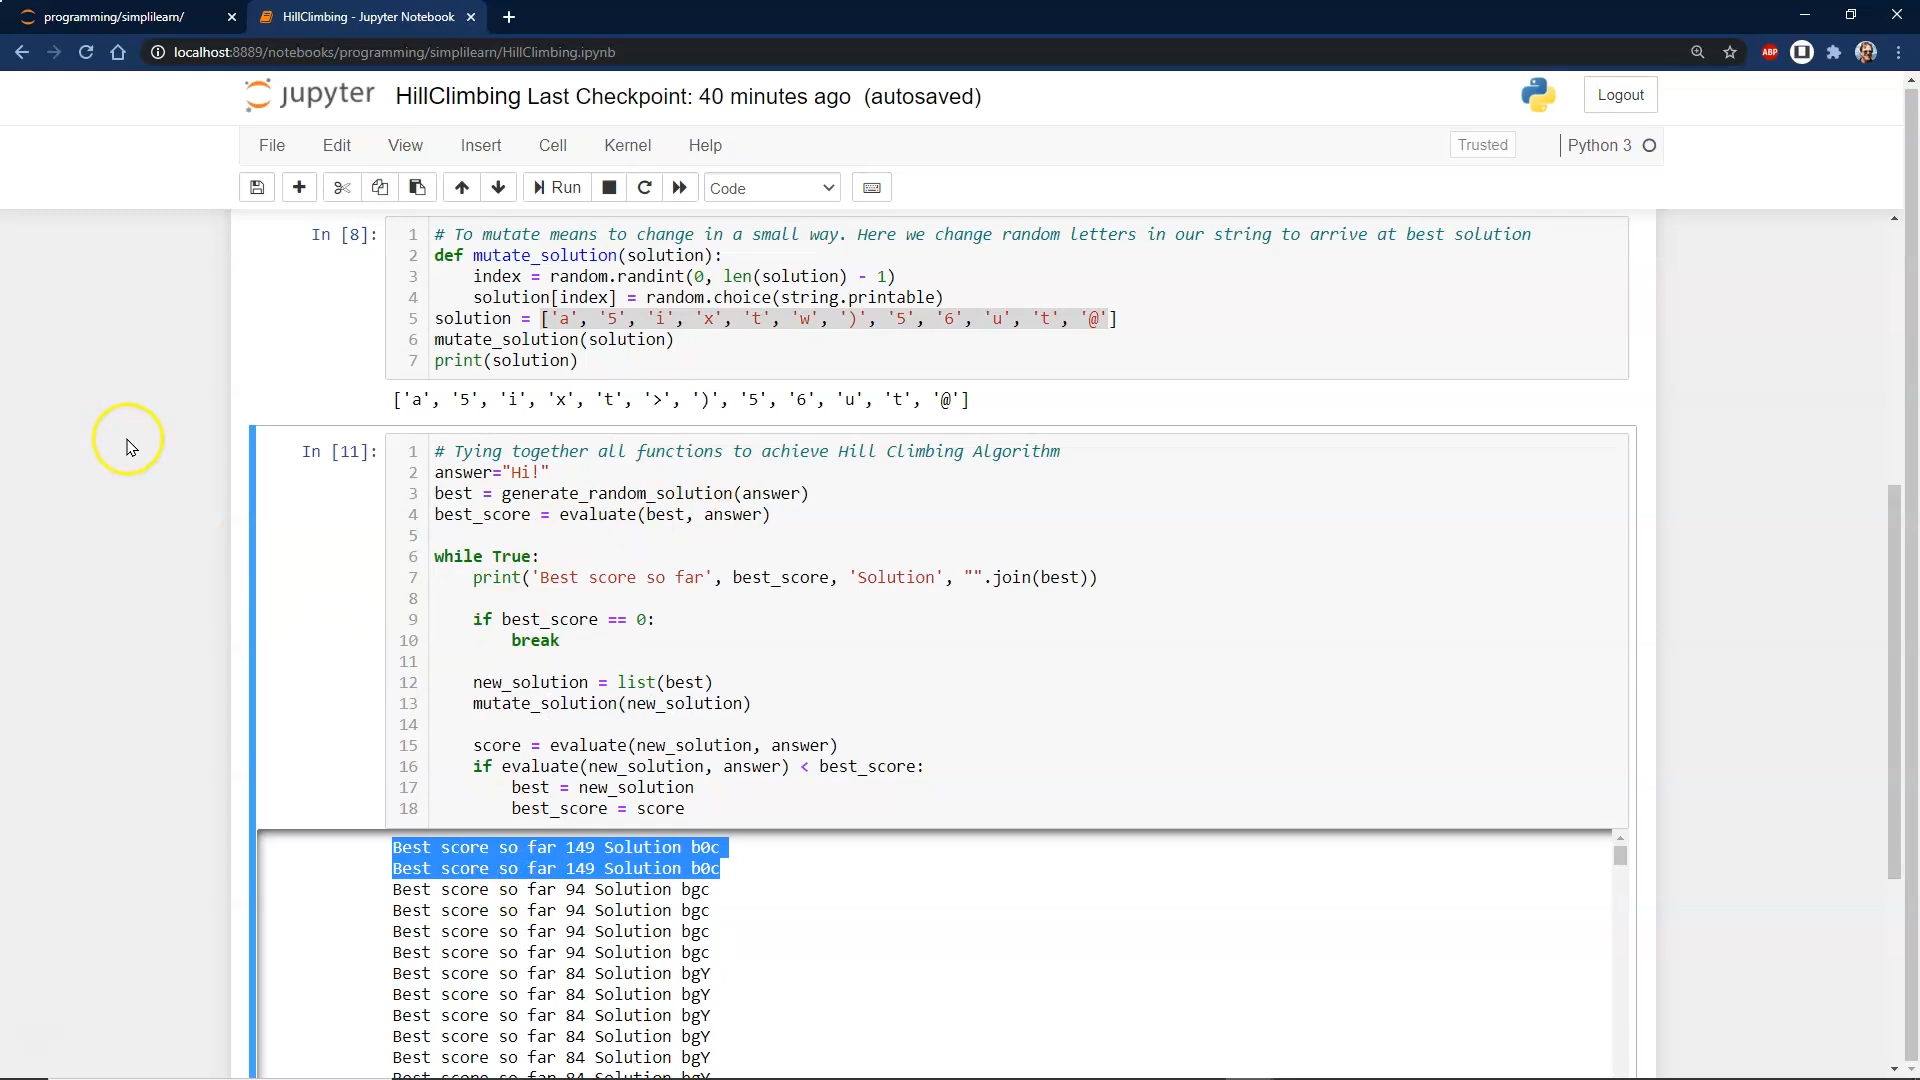 programming/simplilearn/
HillClimbing - Jupyter Notebook
localhost:8889/notebooks/programming/simplilearn/HillClimbing.ipynb
ABP
jupyter HillClimbing Last Checkpoint: 40 minutes ago (autosaved)
Logout
File Edit View Insert Cell Kernel Help
Trusted
Python 3
Run
Code
In [8]:
1 # To mutate means to change in a small way. Here we change random letters in our string to arrive at best solution
2 def mutate_solution(solution):
3     index = random.randint(0, len(solution) - 1)
4     solution[index] = random.choice(string.printable)
5 solution = ['a', '5', 'i', 'x', 't', 'w', ')', '5', '6', 'u', 't', '@']
6 mutate_solution(solution)
7 print(solution)
['a', '5', 'i', 'x', 't', '>', ')', '5', '6', 'u', 't', '@']
In [11]:
1 # Tying together all functions to achieve Hill Climbing Algorithm
2 answer="Hi!"
3 best = generate_random_solution(answer)
4 best_score = evaluate(best, answer)
5
6 while True:
7     print('Best score so far', best_score, 'Solution', "".join(best))
8
9     if best_score == 0:
10         break
11
12     new_solution = list(best)
13     mutate_solution(new_solution)
14
15     score = evaluate(new_solution, answer)
16     if evaluate(new_solution, answer) < best_score:
17         best = new_solution
18         best_score = score
Best score so far 149 Solution b0c
Best score so far 149 Solution b0c
Best score so far 94 Solution bgc
Best score so far 94 Solution bgc
Best score so far 94 Solution bgc
Best score so far 94 Solution bgc
Best score so far 84 Solution bgY
Best score so far 84 Solution bgY
Best score so far 84 Solution bgY
Best score so far 84 Solution bgY
Best score so far 84 Solution bgY
Best score so far 84 Solution bgY